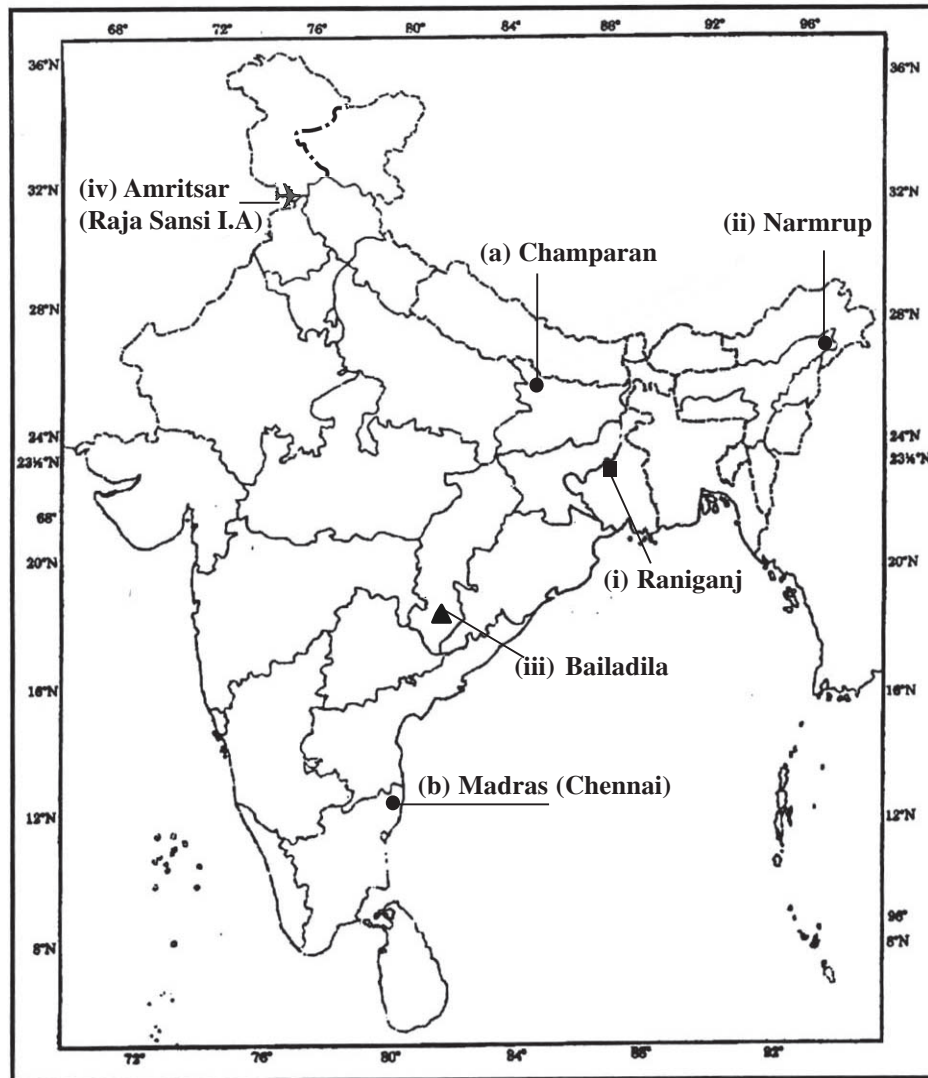 68° 72° 76° 80° 84° 88° 92° 96°
36°N 36°N
32°N 32°N
(iv) Amritsar
(Raja Sansi I.A)
(ii) Narmrup
(a) Champaran
28°N 28°N
24°N 24°N
23½°N 23½°N
68°
20°N 20°N
(i) Raniganj
(iii) Bailadila
16°N 16°N
(b) Madras (Chennai)
12°N 12°N
96°
8°N 8°N
72° 76° 80° 84° 88° 92°